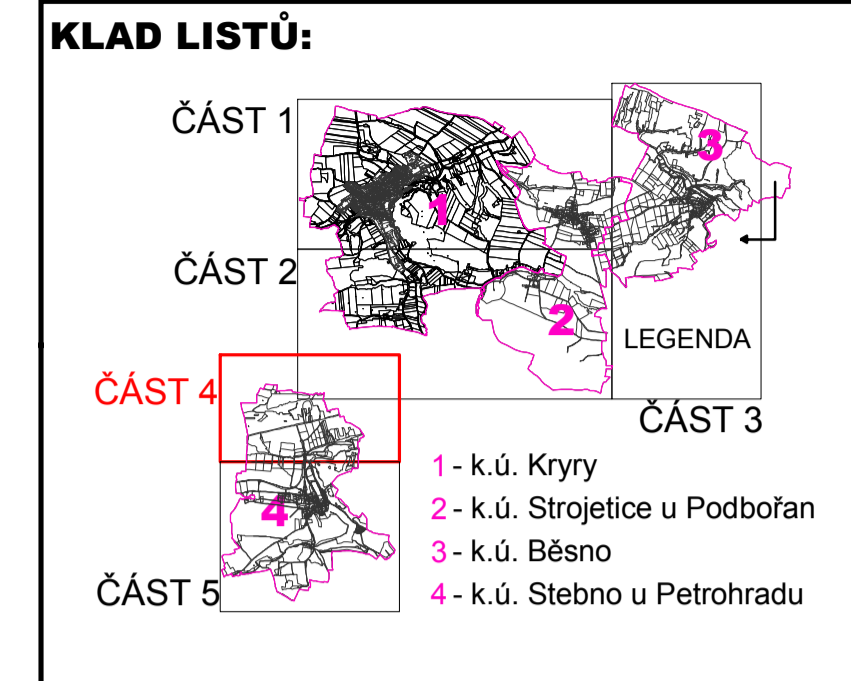 KLAD LISTŮ:
ČÁST 1
3
1
ČÁST 2
2
LEGENDA
ČÁST 4
ČÁST 3
1 - k.ú. Kryry
2 - k.ú. Strojetice u Podbořan
4
3 - k.ú. Běsno
ČÁST 5
4 - k.ú. Stebno u Petrohradu